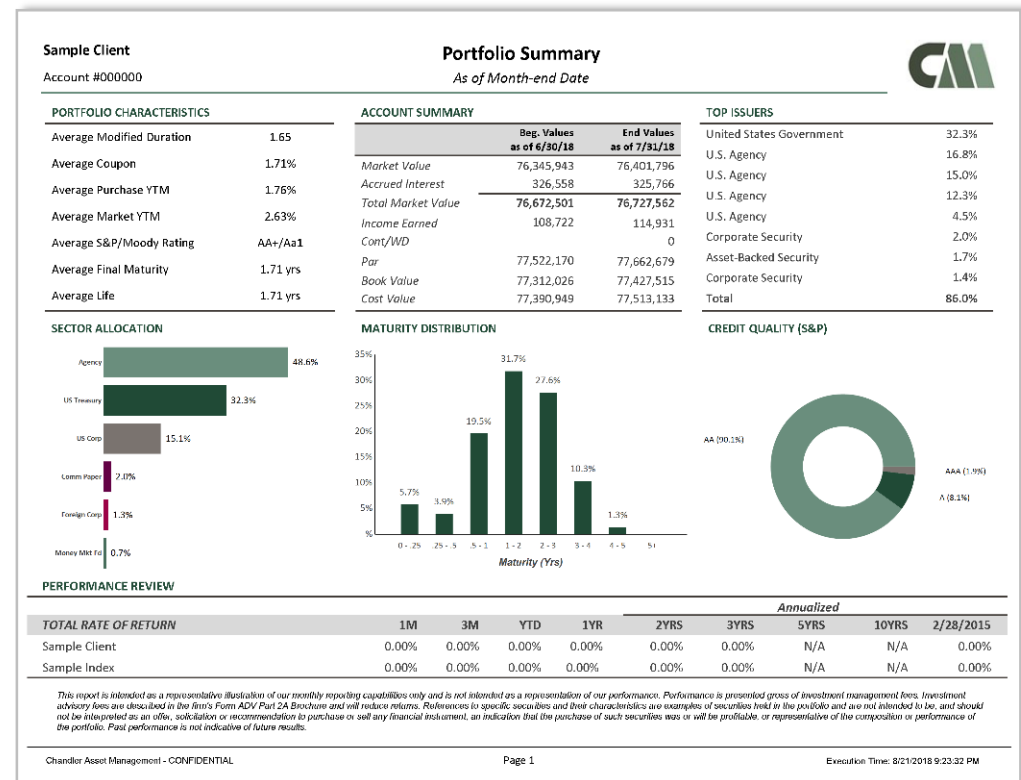 Sample Client
Portfolio Summary
Account #000000
As of Month-end Date
CM
PORTFOLIO CHARACTERISTICS
Average Modified Duration 1.65
Average Coupon 1.71%
Average Purchase YTM 1.76%
Average Market YTM 2.63%
Average S&P/Moody Rating AA+/Aa1
Average Final Maturity 1.71 yrs
Average Life 1.71 yrs
ACCOUNT SUMMARY
Beg. Values End Values
as of 6/30/18 as of 7/31/18
Market Value 76,345,943 76,401,796
Accrued Interest 326,558 325,766
Total Market Value 76,672,501 76,727,562
Income Earned 108,722 114,931
Cont/WD 0
Par 77,522,170 77,662,679
Book Value 77,312,026 77,427,515
Cost Value 77,390,949 77,513,133
TOP ISSUERS
United States Government 32.3%
U.S. Agency 16.8%
U.S. Agency 15.0%
U.S. Agency 12.3%
U.S. Agency 4.5%
Corporate Security 2.0%
Asset-Backed Security 1.7%
Corporate Security 1.4%
Total 86.0%
SECTOR ALLOCATION
Agency 48.6%
US Treasury 32.3%
US Corp 15.1%
Comm Paper 2.0%
Foreign Corp 1.3%
Money Mkt Fd 0.7%
MATURITY DISTRIBUTION
35%
30%
25%
20%
15%
10%
5%
%
5.7% 3.9% 19.5% 31.7% 27.6% 10.3% 1.3%
0 - .25 .25 - .5 .5 - 1 1 - 2 2 - 3 3 - 4 4 - 5 5+
Maturity (Yrs)
CREDIT QUALITY (S&P)
AA (90.1%)
AAA (1.9%)
A (8.1%)
PERFORMANCE REVIEW
Annualized
TOTAL RATE OF RETURN 1M 3M YTD 1YR 2YRS 3YRS 5YRS 10YRS 2/28/2015
Sample Client 0.00% 0.00% 0.00% 0.00% 0.00% 0.00% N/A N/A 0.00%
Sample Index 0.00% 0.00% 0.00% 0.00% 0.00% 0.00% N/A N/A 0.00%
This report is intended as a representative illustration of our monthly reporting capabilities only and is not intended as a representation of our performance. Performance is presented gross of investment management fees. Investment
advisory fees are described in the firm's Form ADV Part 2A Brochure and will reduce returns. References to specific securities and their characteristics are examples of securities held in the portfolio and are not intended to be, and should
not be interpreted as an offer, solicitation or recommendation to purchase or sell any financial instrument, an indication that the purchase of such securities was or will be profitable, or representative of the composition or performance of
the portfolio. Past performance is not indicative of future results.
Chandler Asset Management - CONFIDENTIAL Page 1 Execution Time: 8/21/2018 9:23:32 PM